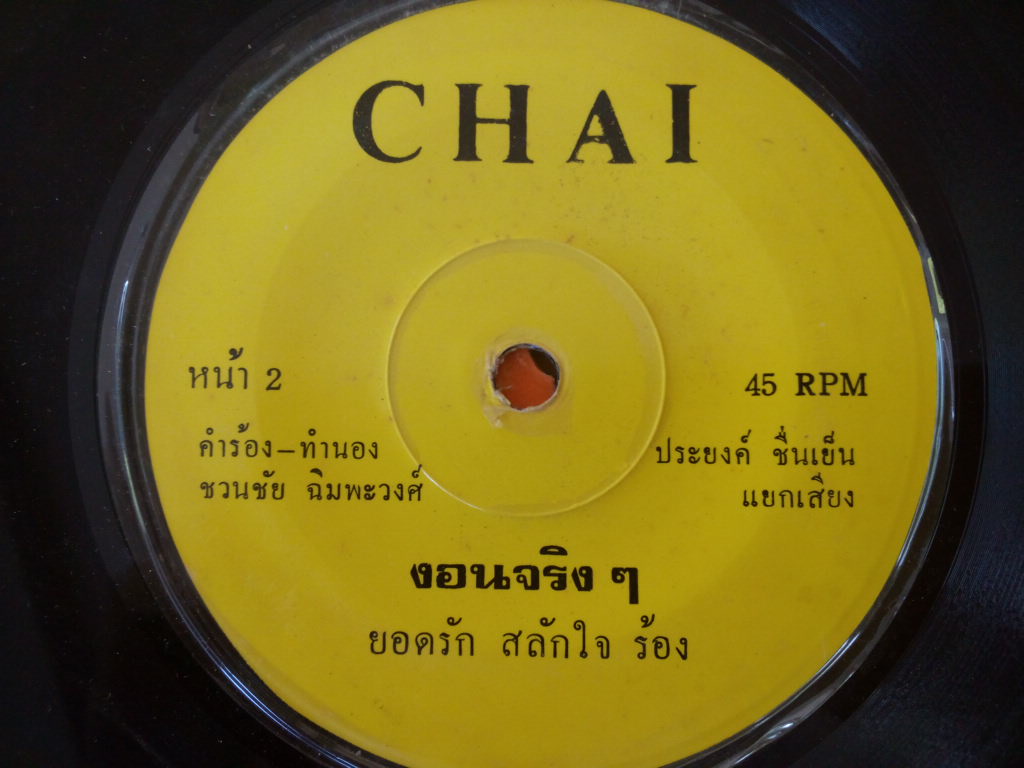 CHAI
หน้า 2
45 RPM
คำร้อง–ทำนอง
ชวนชัย ฉิมพะวงศ์
ประยงค์ ชื่นเย็น
แยกเสียง
งอนจริง ๆ
ยอดรัก สลักใจ ร้อง